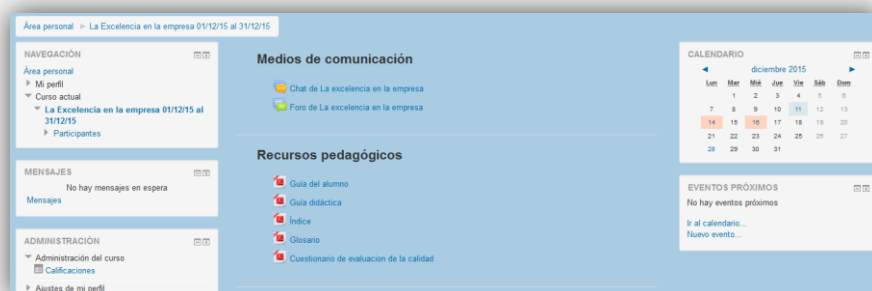 Área personal ► La Excelencia en la empresa 01/12/15 al 31/12/15
NAVEGACIÓN
Área personal
Mi perfil
Curso actual
La Excelencia en la empresa 01/12/15 al
31/12/15
Participantes
MENSAJES
No hay mensajes en espera
Mensajes
ADMINISTRACIÓN
Administración del curso
Calificaciones
Ajustes de mi perfil
Medios de comunicación
Chat de La excelencia en la empresa
Foro de La excelencia en la empresa
Recursos pedagógicos
Guía del alumno
Guía didáctica
Índice
Glosario
Cuestionario de evaluacion de la calidad
CALENDARIO
◄ diciembre 2015 ►
Lun Mar Mié Jue Vie Sáb Dom
1 2 3 4 5 6
7 8 9 10 11 12 13
14 15 16 17 18 19 20
21 22 23 24 25 26 27
28 29 30 31
EVENTOS PRÓXIMOS
No hay eventos próximos
Ir al calendario...
Nuevo evento...